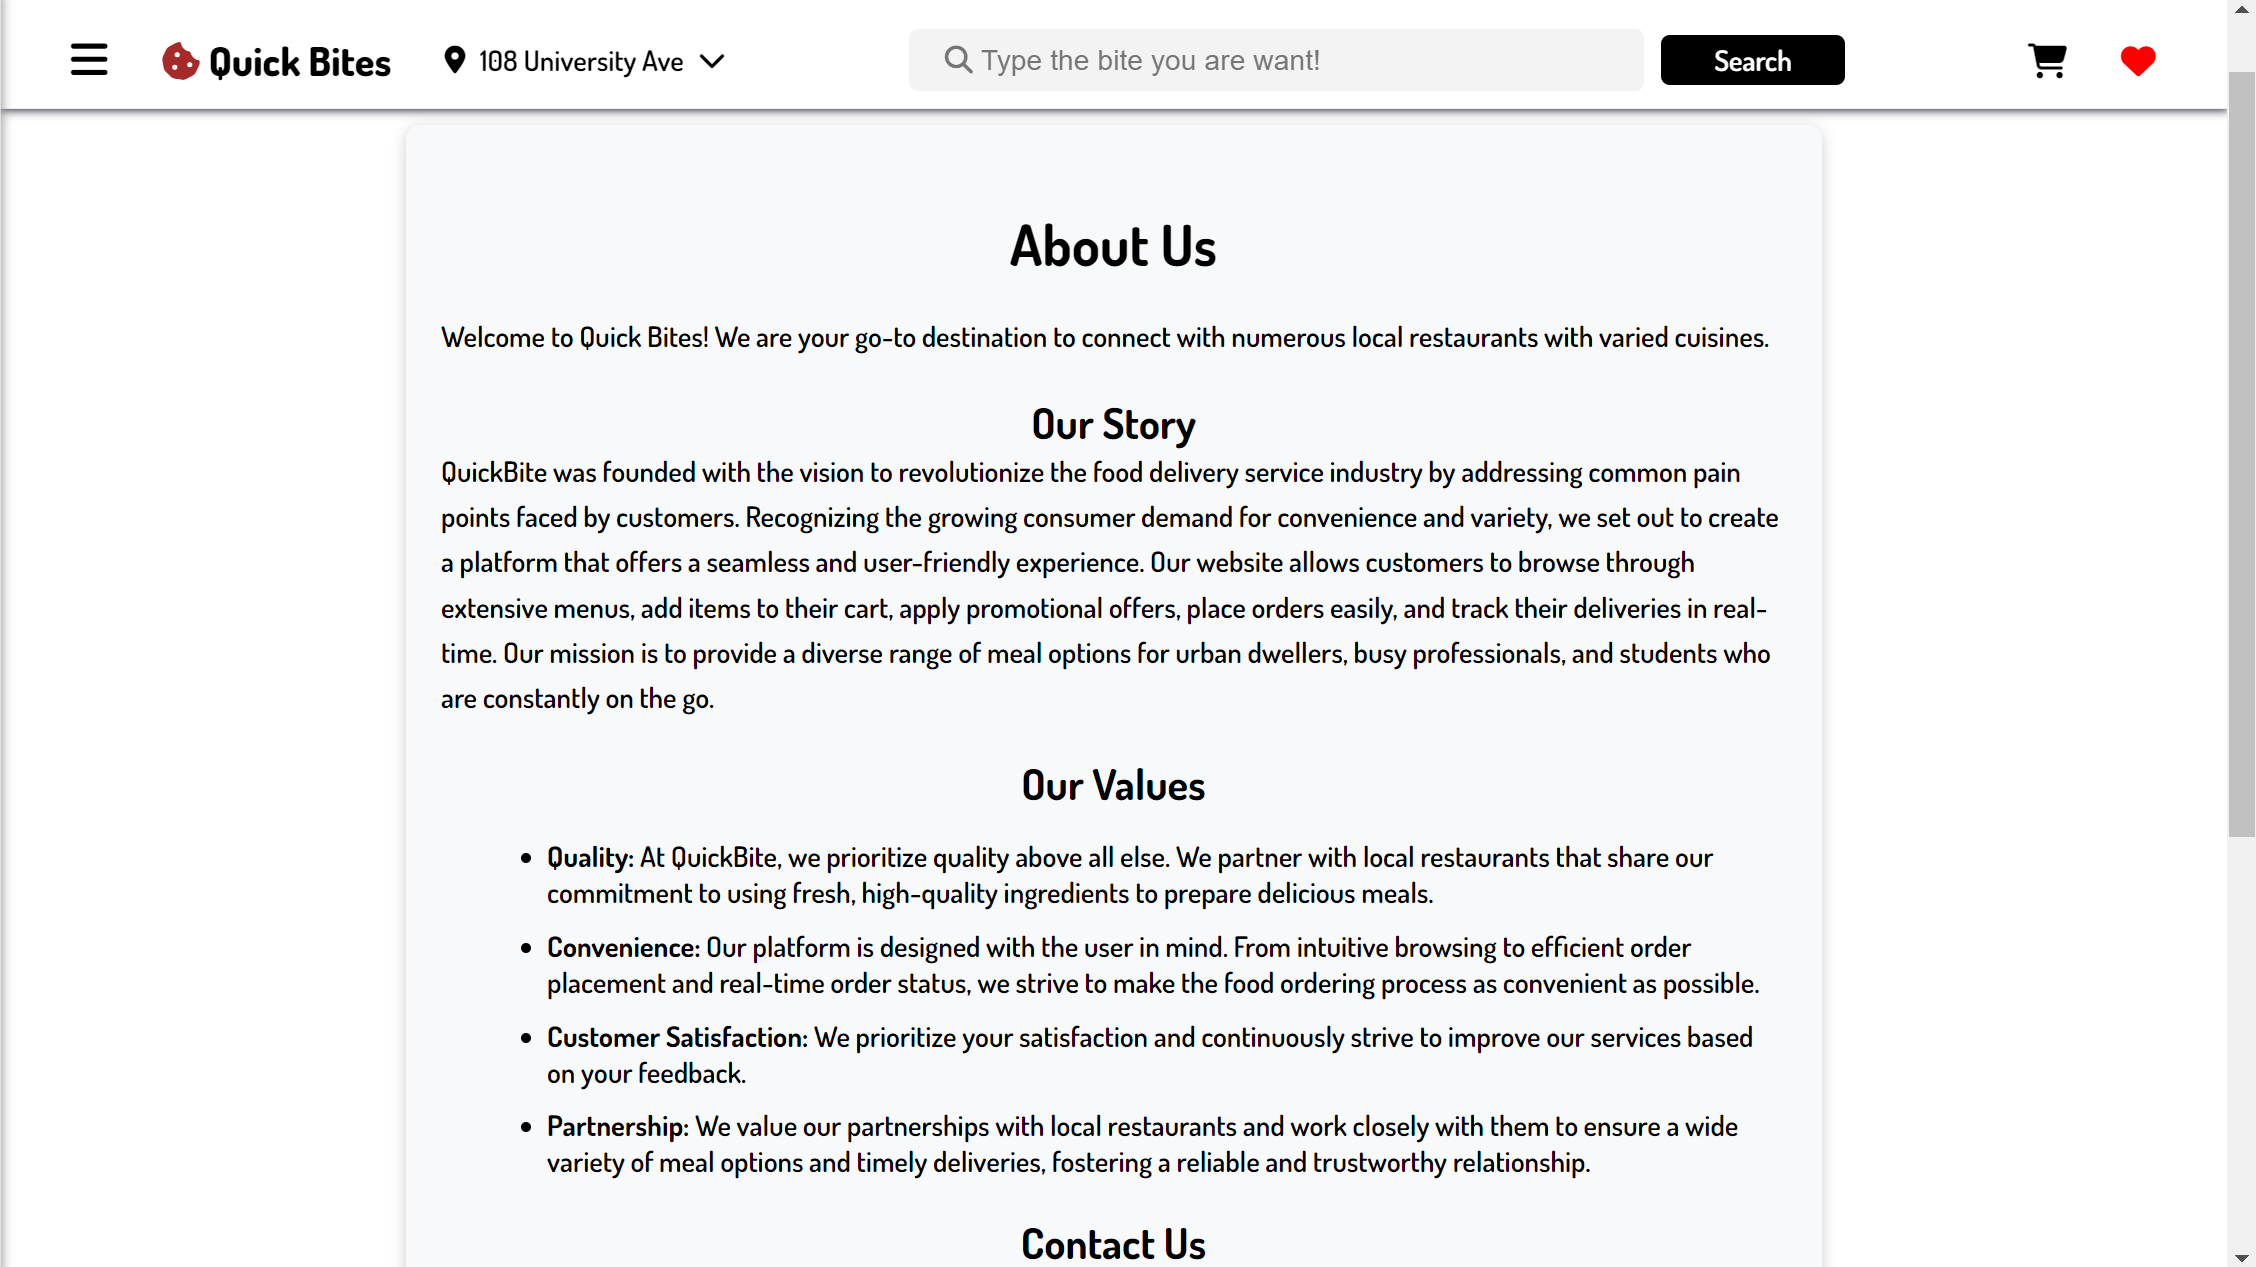 Quick Bites 108 University Ave Type the bite you are want! Search
About Us
Welcome to Quick Bites! We are your go-to destination to connect with numerous local restaurants with varied cuisines.
Our Story
QuickBite was founded with the vision to revolutionize the food delivery service industry by addressing common pain
points faced by customers. Recognizing the growing consumer demand for convenience and variety, we set out to create
a platform that offers a seamless and user-friendly experience. Our website allows customers to browse through
extensive menus, add items to their cart, apply promotional offers, place orders easily, and track their deliveries in real-
time. Our mission is to provide a diverse range of meal options for urban dwellers, busy professionals, and students who
are constantly on the go.
Our Values
• Quality: At QuickBite, we prioritize quality above all else. We partner with local restaurants that share our
commitment to using fresh, high-quality ingredients to prepare delicious meals.
• Convenience: Our platform is designed with the user in mind. From intuitive browsing to efficient order
placement and real-time order status, we strive to make the food ordering process as convenient as possible.
• Customer Satisfaction: We prioritize your satisfaction and continuously strive to improve our services based
on your feedback.
• Partnership: We value our partnerships with local restaurants and work closely with them to ensure a wide
variety of meal options and timely deliveries, fostering a reliable and trustworthy relationship.
Contact Us